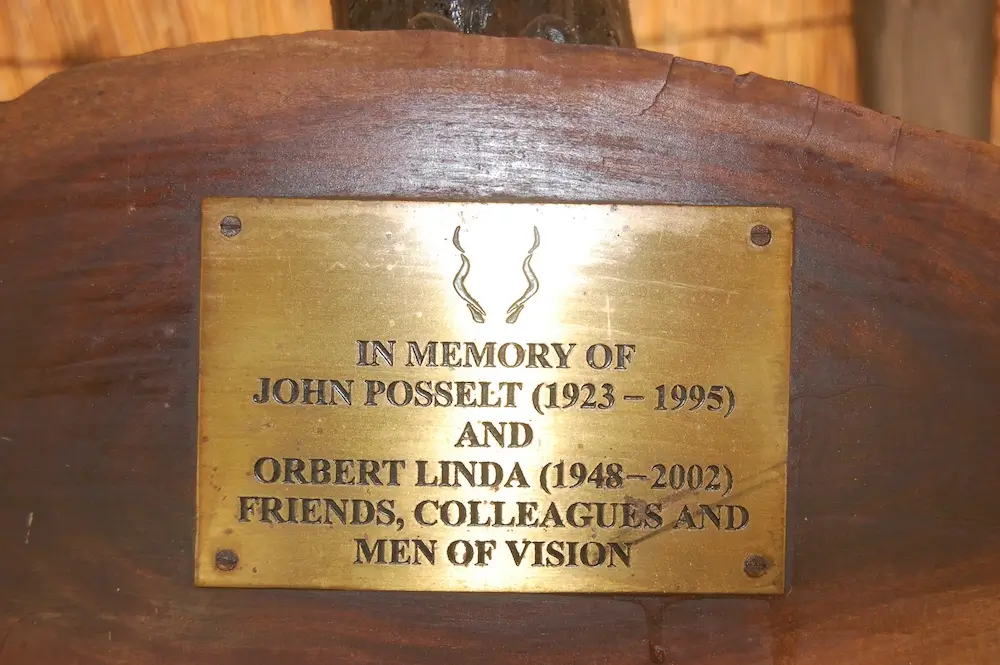 IN MEMORY OF
JOHN POSSELT (1923 – 1995)
AND
ORBERT LINDA (1948–2002)
FRIENDS, COLLEAGUES AND
MEN OF VISION